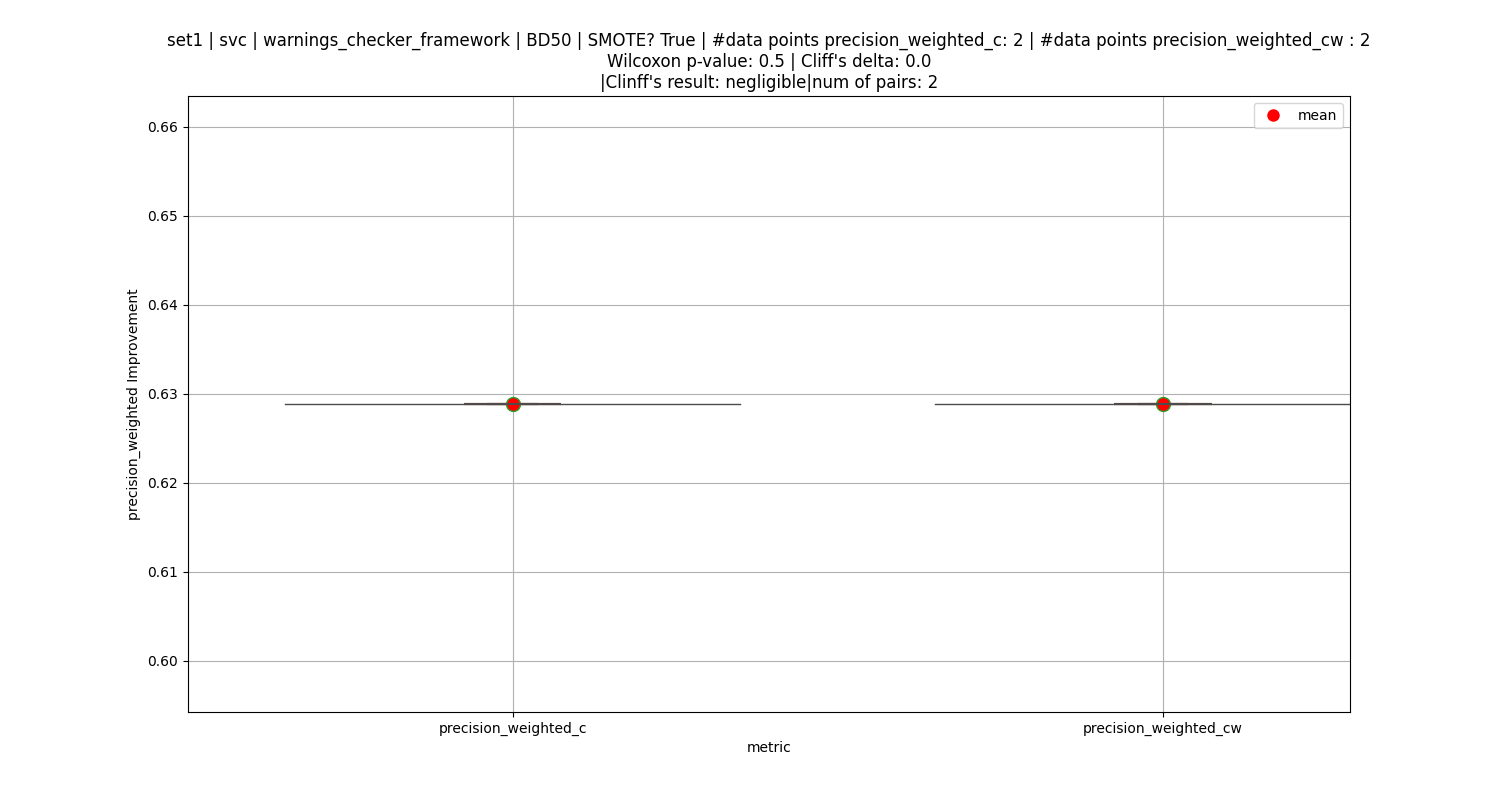 set1 | svc | warnings_checker_framework | BD50 | SMOTE? True | #data points precision_weighted_c: 2 | #data points precision_weighted_cw : 2
Wilcoxon p-value: 0.5 | Cliff's delta: 0.0
|Clinff's result: negligible|num of pairs: 2
mean
0.66
0.65
0.64
0.63
0.62
0.61
0.60
precision_weighted Improvement
precision_weighted_c
precision_weighted_cw
metric